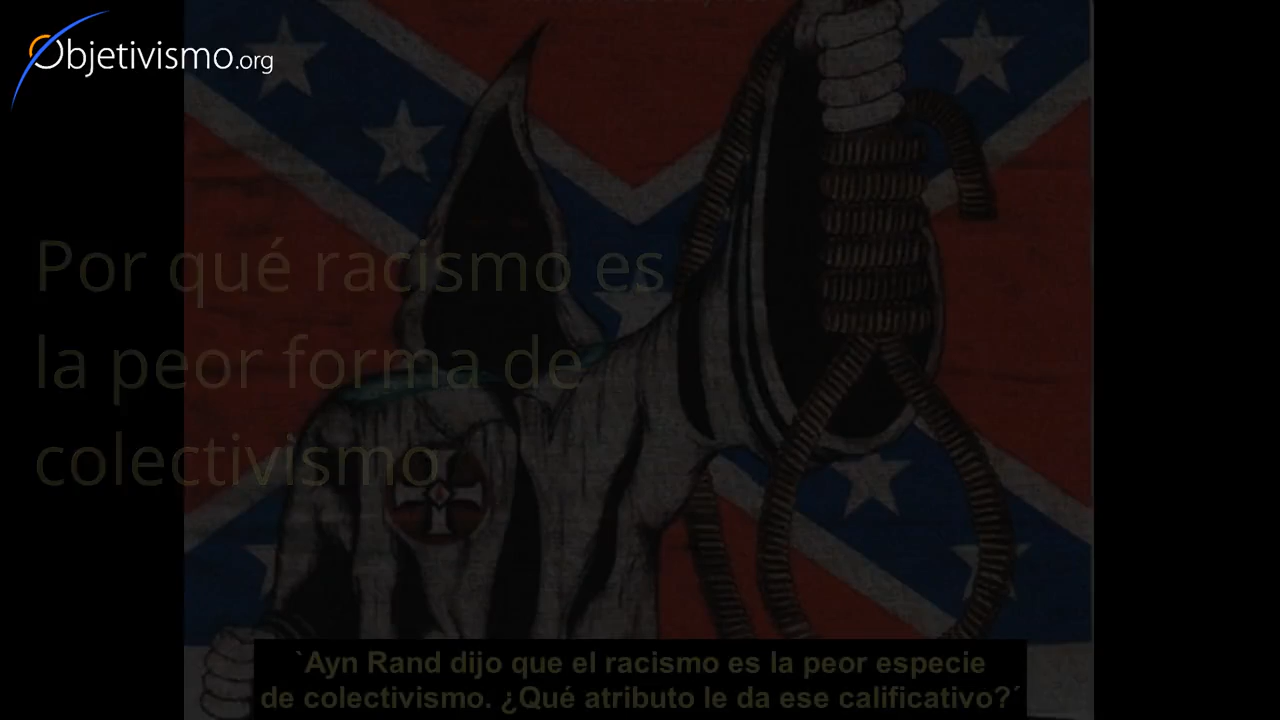 Objetivismo.org
Por qué racismo es
la peor forma de
colectivismo
`Ayn Rand dijo que el racismo es la peor especie
de colectivismo. ¿Qué atributo le da ese calificativo?´